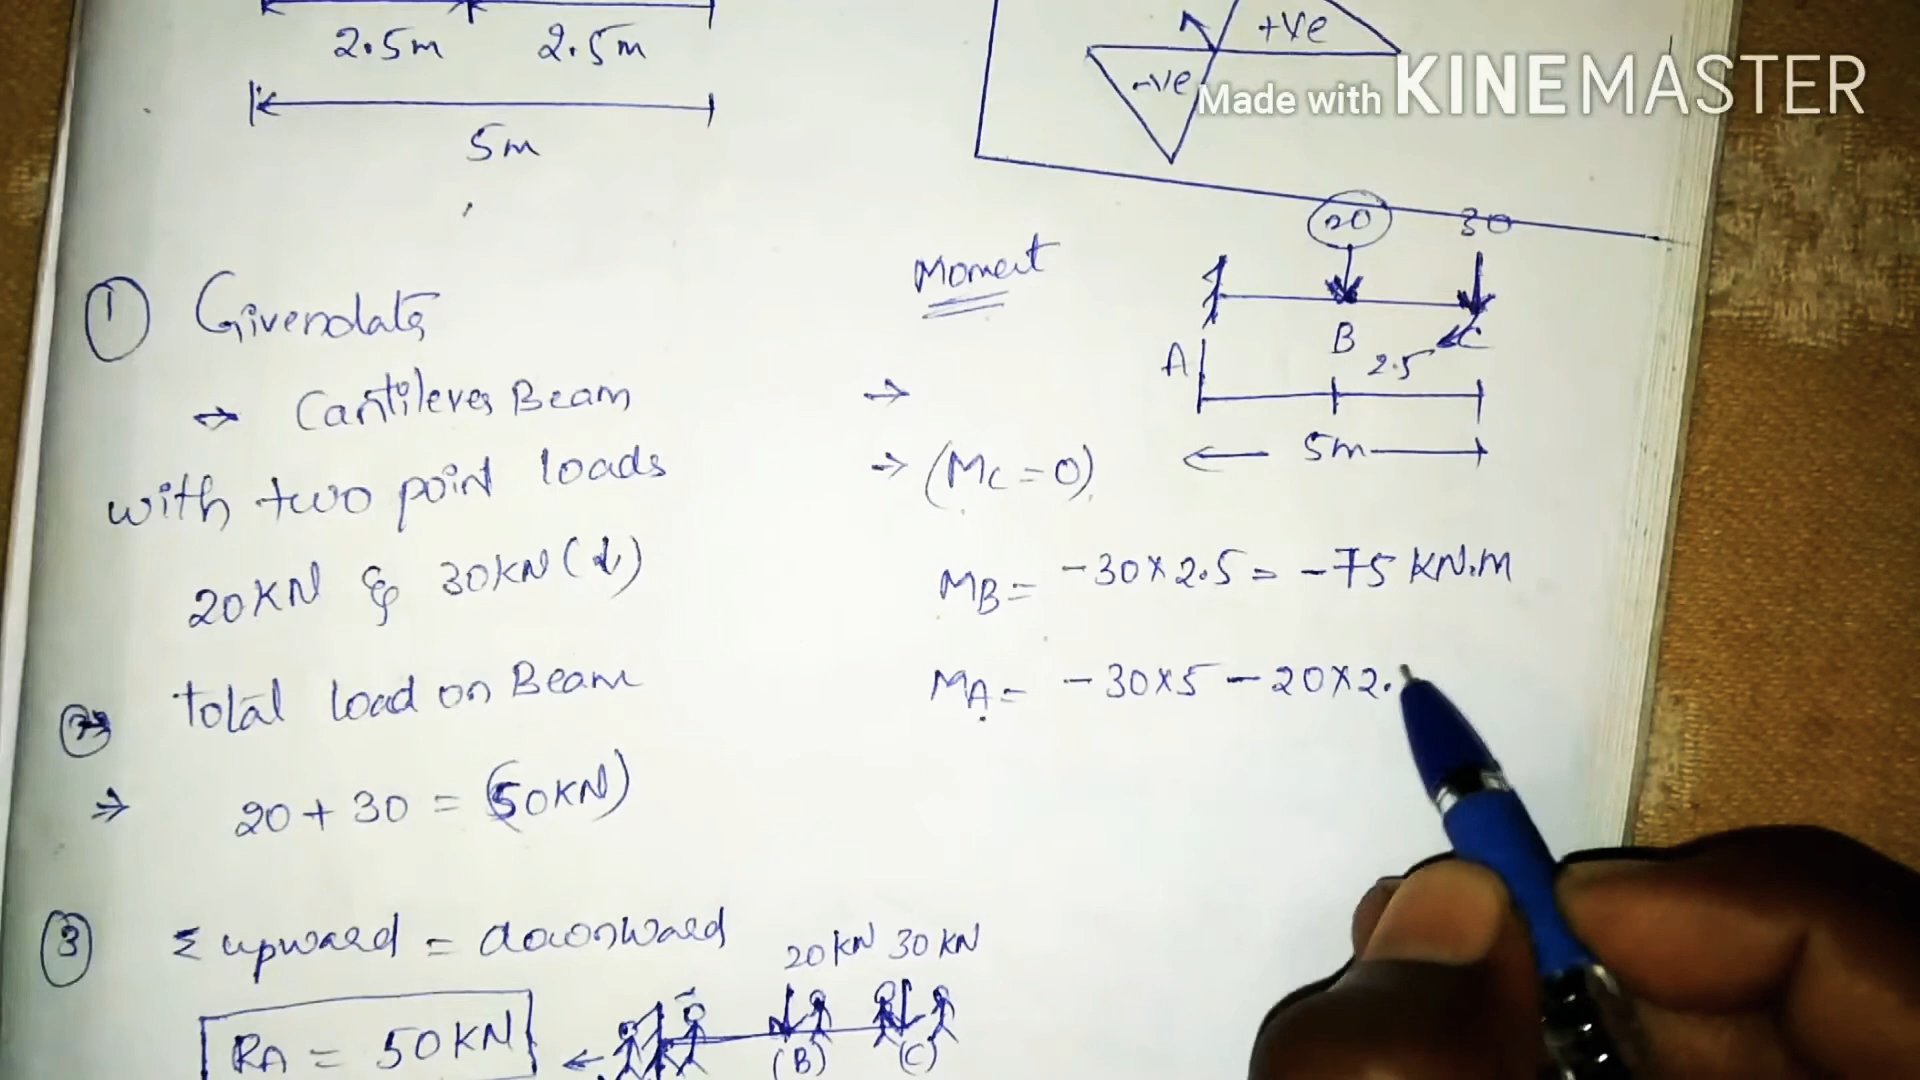 2.5m 2.5m
5m
+ve
-ve
Made with KINEMASTER
20 30
Moment
A B C
2.5
5m
① Givendata
→ Cantilever Beam
with two point loads
20KN & 30KN (↓)
total load on Beam
⇒ 20 + 30 = (50KN)
→
→ (Mc = 0)
MB = -30×2.5 = -75 KN.m
MA = -30×5 - 20×2.
③ Σ upward = downward
RA = 50KN
20KN 30KN
(B) (C)